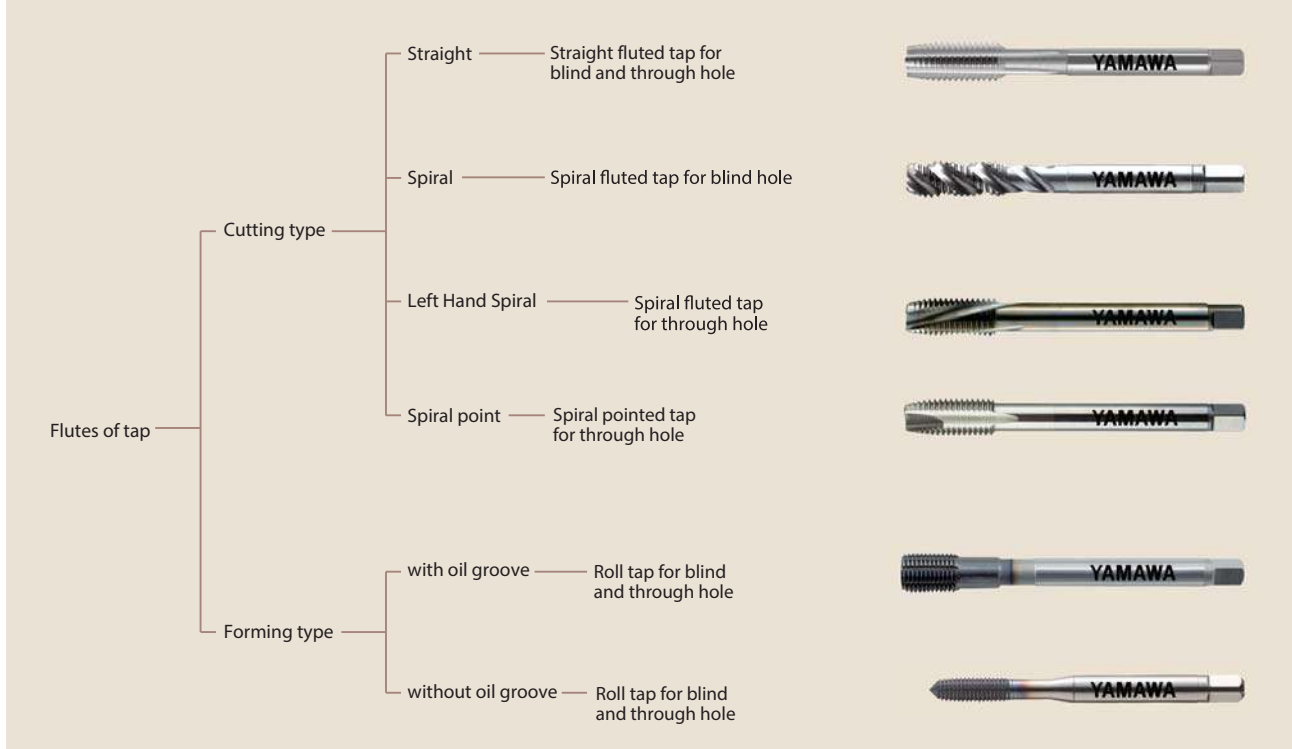 Straight
Straight fluted tap for
blind and through hole
YAMAWA
Spiral
Spiral fluted tap for blind hole
YAMAWA
Cutting type
Left Hand Spiral
Spiral fluted tap
for through hole
YAMAWA
Spiral point
Spiral pointed tap
for through hole
YAMAWA
Flutes of tap
with oil groove
Roll tap for blind
and through hole
YAMAWA
Forming type
without oil groove
Roll tap for blind
and through hole
YAMAWA